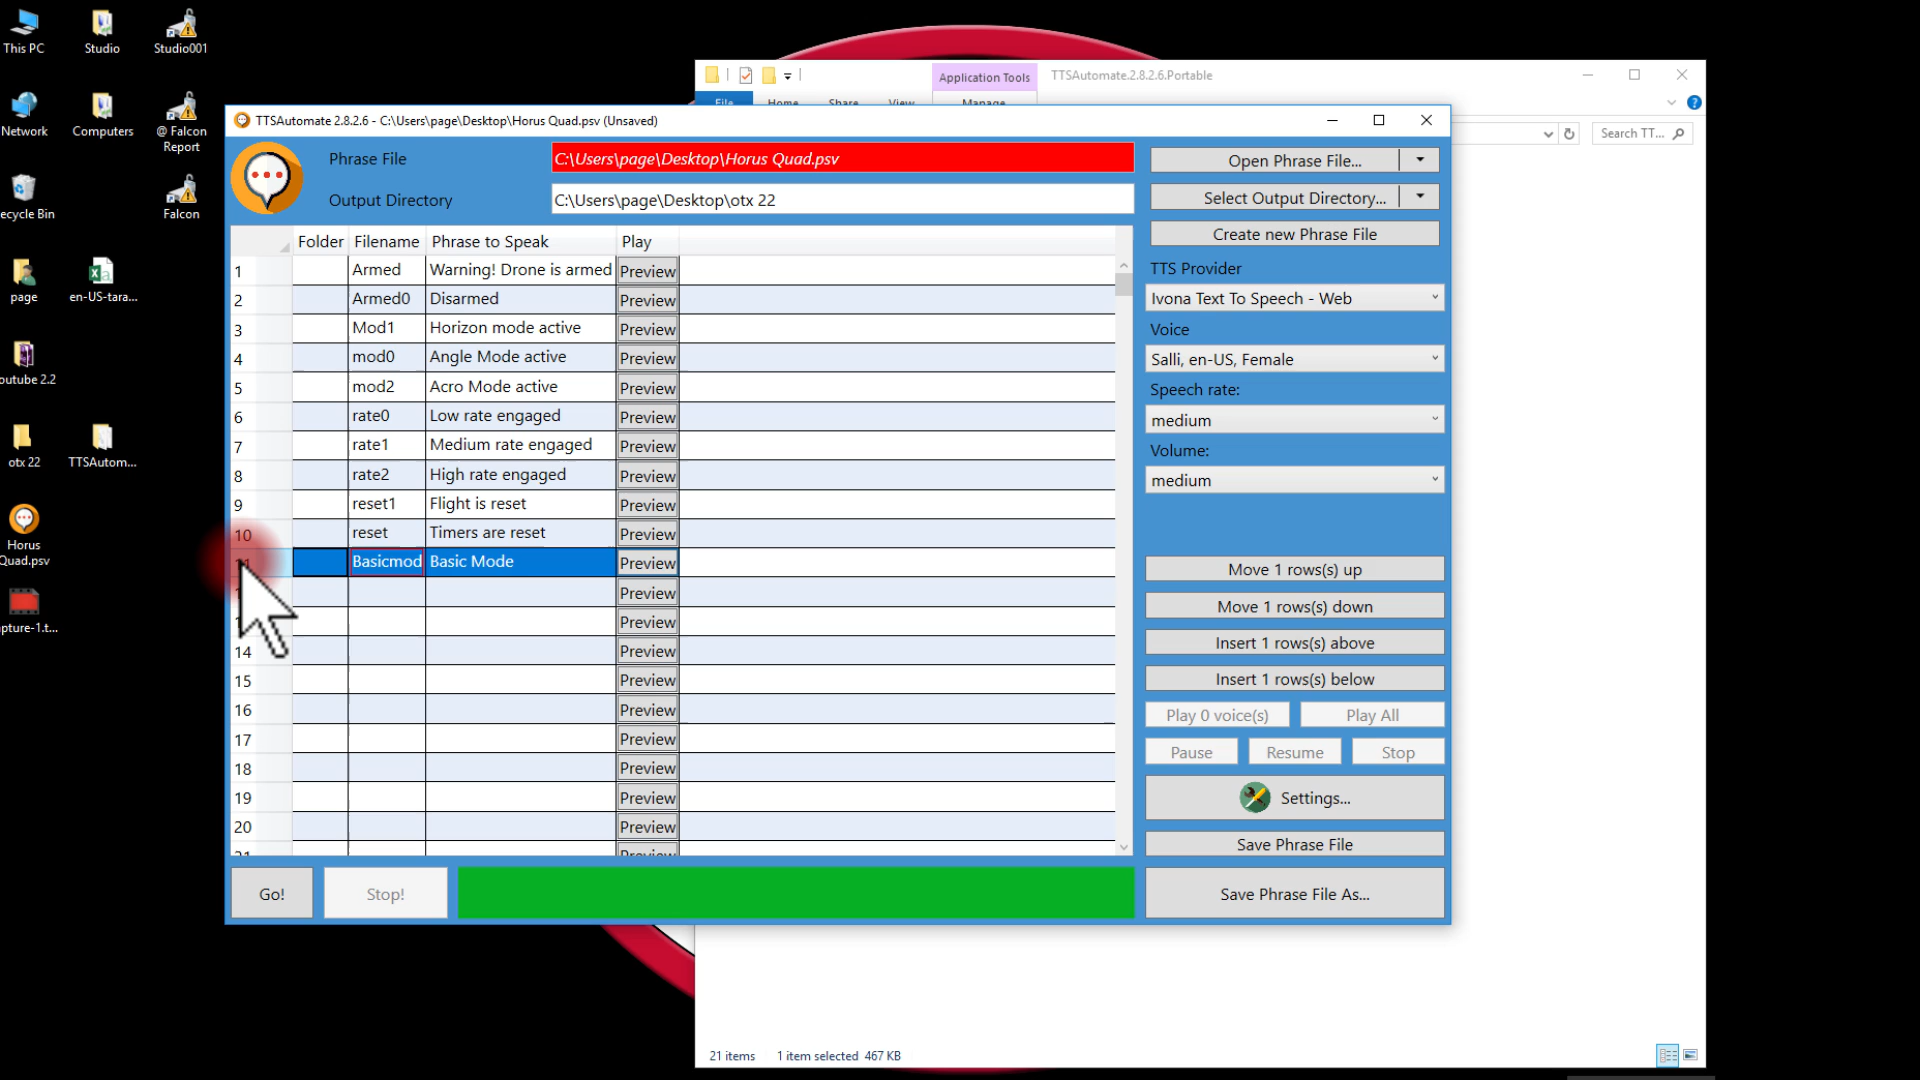 This PC
Studio
Studio001
Network
Computers
@ Falcon
Report
ecycle Bin
Falcon
page
en-US-tara...
outube 2.2
otx 22
TTSAutom...
Horus
Quad.psv
pture-1.t...
Application Tools
TTSAutomate.2.8.2.6.Portable
File
Home
Share
View
Manage
Search TT...
TTSAutomate 2.8.2.6 - C:\Users\page\Desktop\Horus Quad.psv (Unsaved)
Phrase File
C:\Users\page\Desktop\Horus Quad.psv
Open Phrase File...
Output Directory
C:\Users\page\Desktop\otx 22
Select Output Directory...
Create new Phrase File
Folder Filename Phrase to Speak Play
1 Armed Warning! Drone is armed Preview
2 Armed0 Disarmed Preview
3 Mod1 Horizon mode active Preview
4 mod0 Angle Mode active Preview
5 mod2 Acro Mode active Preview
6 rate0 Low rate engaged Preview
7 rate1 Medium rate engaged Preview
8 rate2 High rate engaged Preview
9 reset1 Flight is reset Preview
10 reset Timers are reset Preview
11 Basicmod Basic Mode Preview
Preview
Preview
14 Preview
15 Preview
16 Preview
17 Preview
18 Preview
19 Preview
20 Preview
21 Preview
TTS Provider
Ivona Text To Speech - Web
Voice
Salli, en-US, Female
Speech rate:
medium
Volume:
medium
Move 1 rows(s) up
Move 1 rows(s) down
Insert 1 rows(s) above
Insert 1 rows(s) below
Play 0 voice(s)
Play All
Pause
Resume
Stop
Settings...
Save Phrase File
Save Phrase File As...
Go!
Stop!
21 items
1 item selected 467 KB